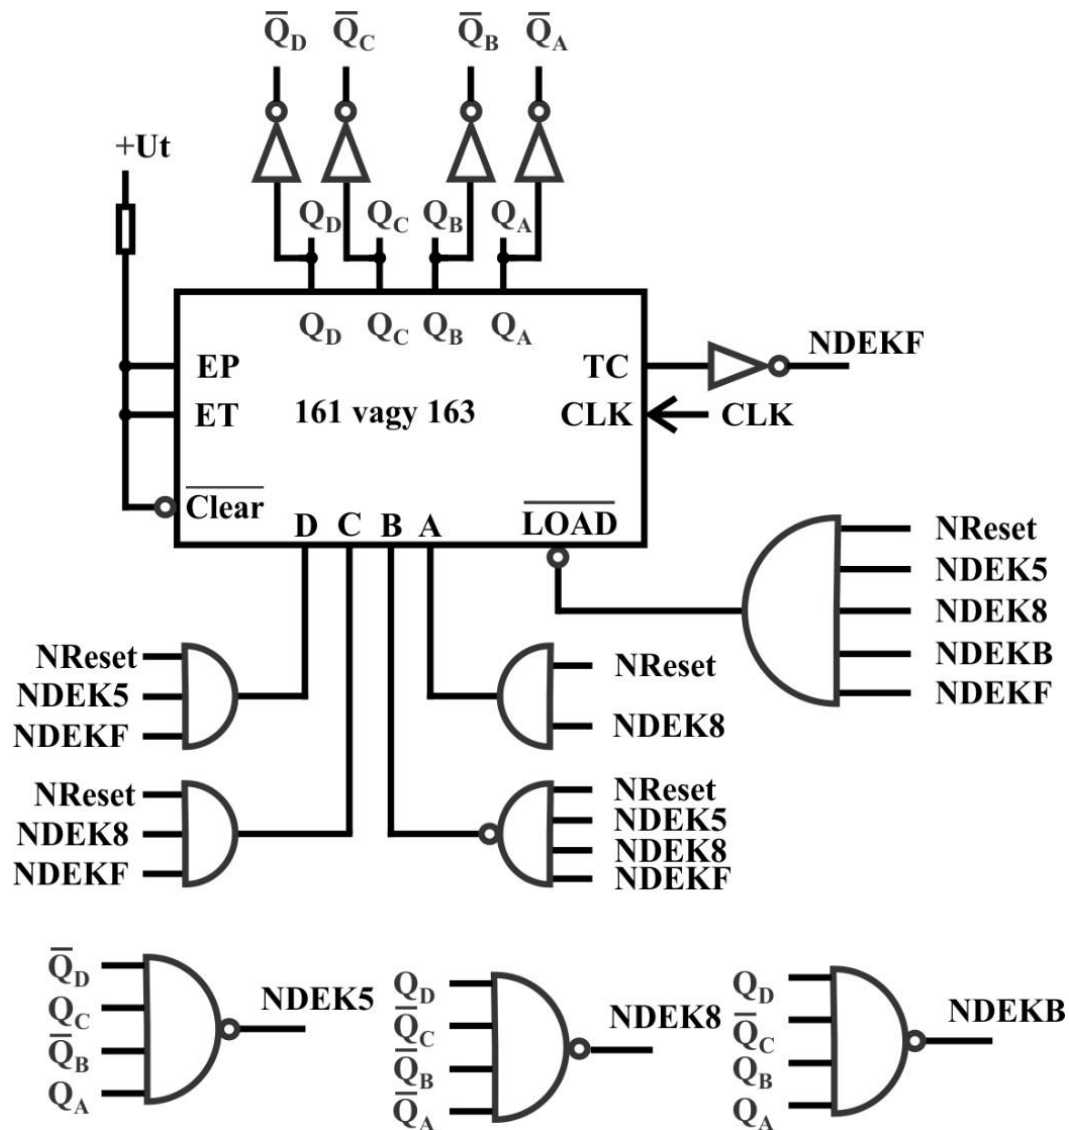 Q̅D Q̅C Q̅B Q̅A
+Ut
QD QC QB QA
QD QC QB QA
NDEKF
EP TC
ET 161 vagy 163 CLK CLK
C̅l̅e̅a̅r̅
D C B A L̅O̅A̅D̅
NReset
NDEK5
NDEK8
NDEKB
NDEKF
NReset
NDEK5
NDEKF
NReset
NDEK8
NReset
NDEK8
NDEKF
NReset
NDEK5
NDEK8
NDEKF
Q̅D
QC
Q̅B
QA
NDEK5
QD
Q̅C
Q̅B
Q̅A
NDEK8
QD
Q̅C
QB
QA
NDEKB